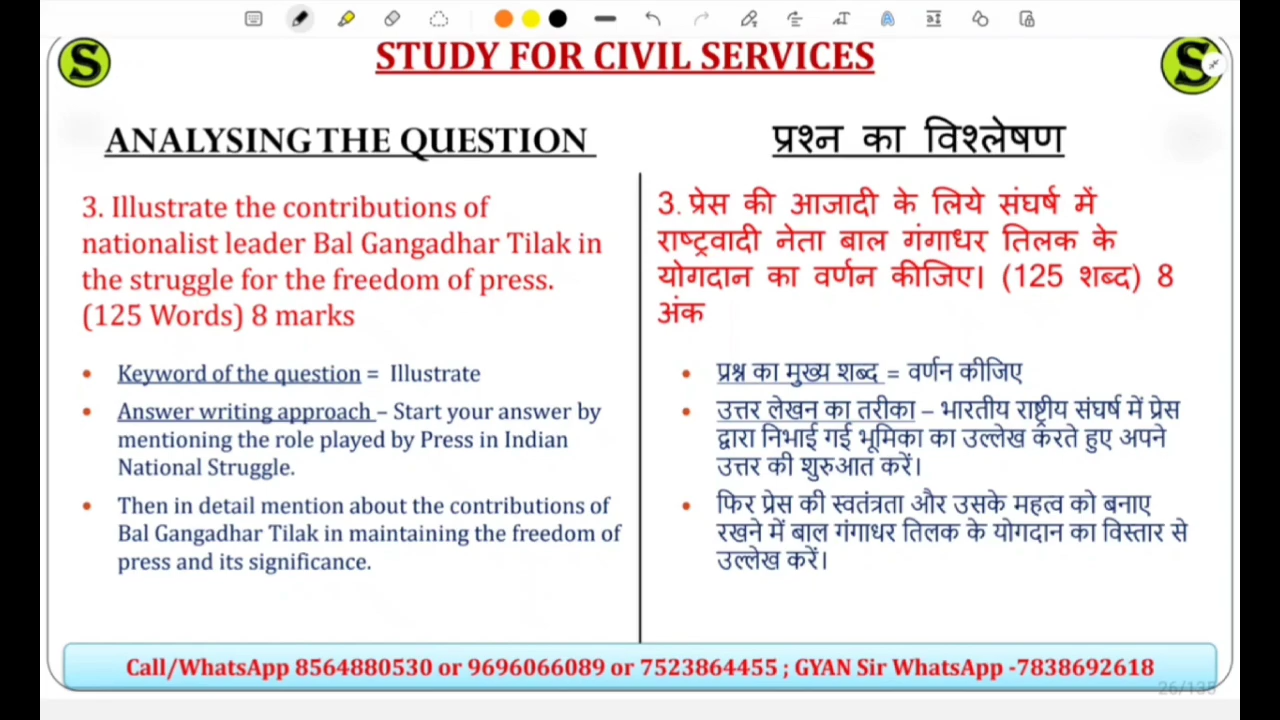 STUDY FOR CIVIL SERVICES
S
S
ANALYSING THE QUESTION
3. Illustrate the contributions of
nationalist leader Bal Gangadhar Tilak in
the struggle for the freedom of press.
(125 Words) 8 marks
• Keyword of the question = Illustrate
• Answer writing approach – Start your answer by
mentioning the role played by Press in Indian
National Struggle.
• Then in detail mention about the contributions of
Bal Gangadhar Tilak in maintaining the freedom of
press and its significance.
प्रश्न का विश्लेषण
3. प्रेस की आजादी के लिये संघर्ष में
राष्ट्रवादी नेता बाल गंगाधर तिलक के
योगदान का वर्णन कीजिए। (125 शब्द) 8
अंक
• प्रश्न का मुख्य शब्द = वर्णन कीजिए
• उत्तर लेखन का तरीका – भारतीय राष्ट्रीय संघर्ष में प्रेस
द्वारा निभाई गई भूमिका का उल्लेख करते हुए अपने
उत्तर की शुरुआत करें।
• फिर प्रेस की स्वतंत्रता और उसके महत्व को बनाए
रखने में बाल गंगाधर तिलक के योगदान का विस्तार से
उल्लेख करें।
Call/WhatsApp 8564880530 or 9696066089 or 7523864455 ; GYAN Sir WhatsApp -7838692618
26/135